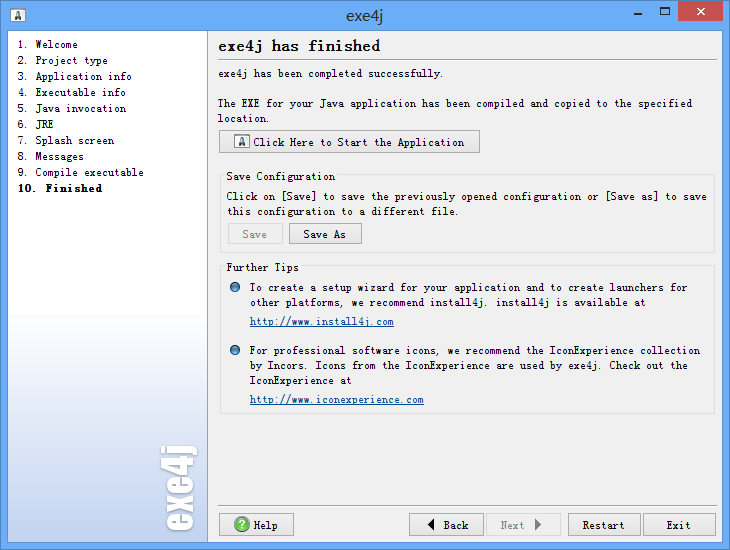 exe4j
1. Welcome
2. Project type
3. Application info
4. Executable info
5. Java invocation
6. JRE
7. Splash screen
8. Messages
9. Compile executable
10. Finished
exe4j
exe4j has finished
exe4j has been completed successfully.
The EXE for your Java application has been compiled and copied to the specified
location.
Click Here to Start the Application
Save Configuration
Click on [Save] to save the previously opened configuration or [Save as] to save
this configuration to a different file.
Save Save As
Further Tips
To create a setup wizard for your application and to create launchers for
other platforms, we recommend install4j. install4j is available at
http://www.install4j.com
For professional software icons, we recommend the IconExperience collection
by Incors. Icons from the IconExperience are used by exe4j. Check out the
IconExperience at
http://www.iconexperience.com
Help Back Next Restart Exit